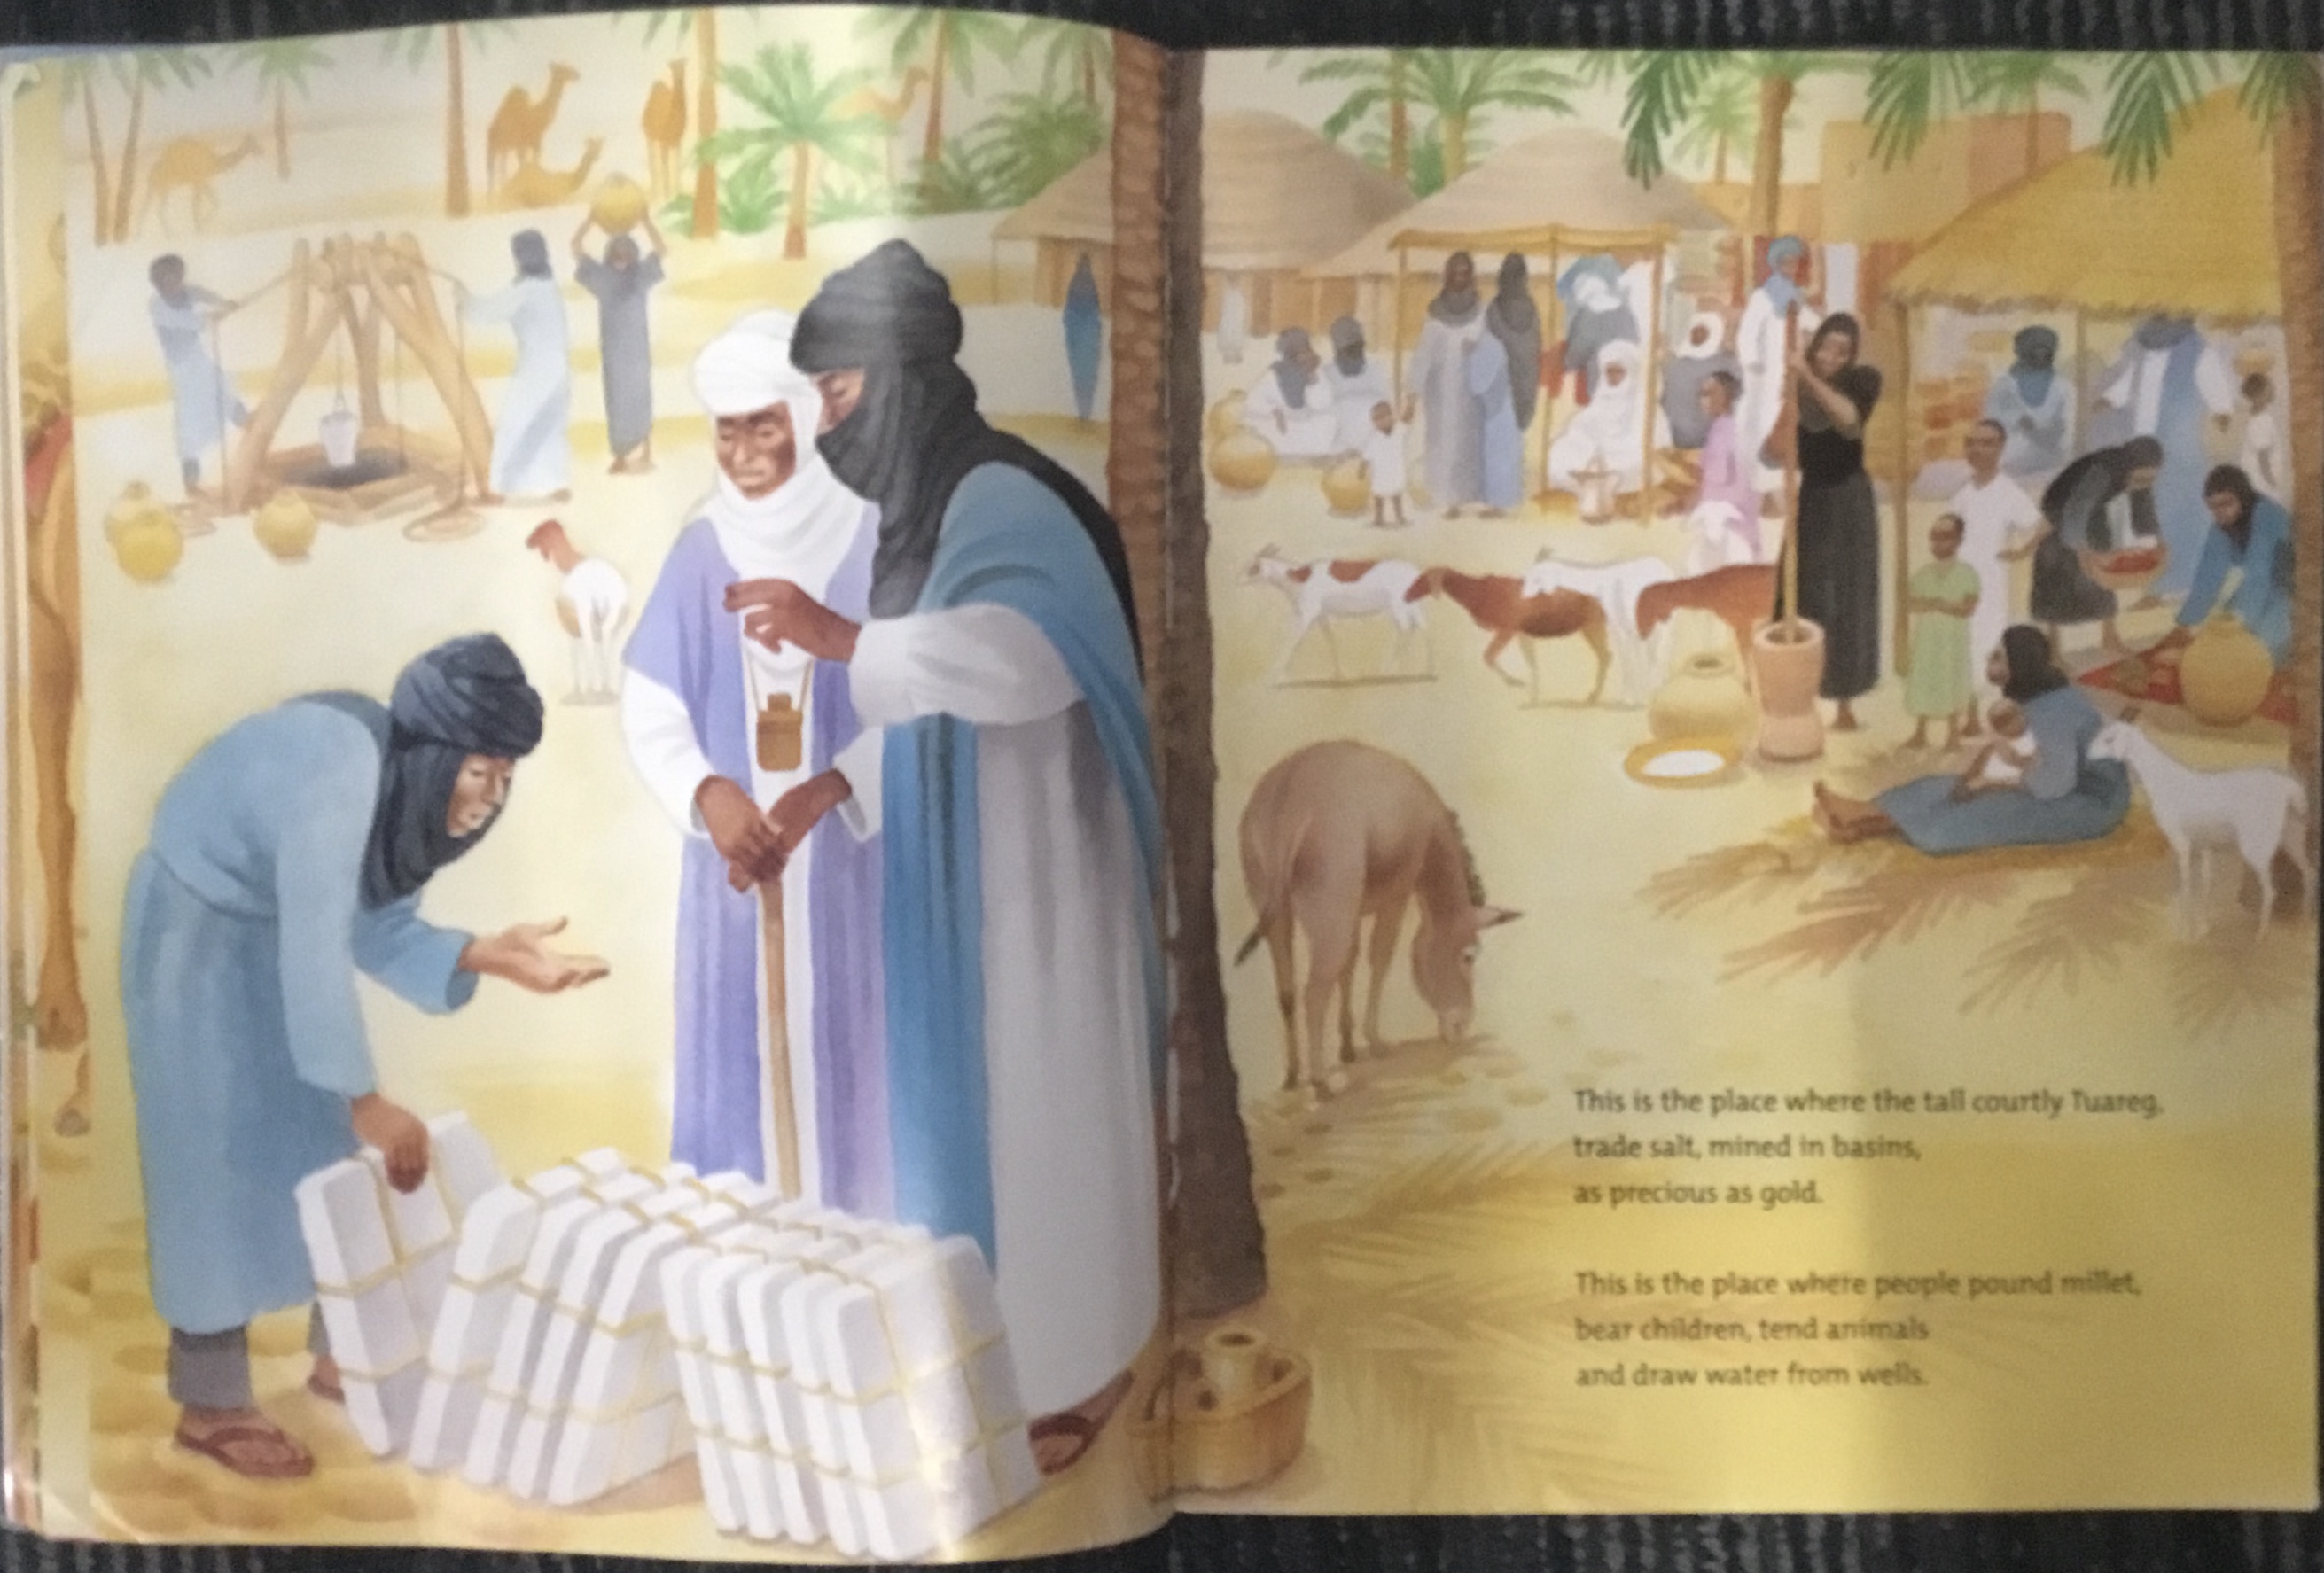 This is the place where the tall courtly Tuareg,
trade salt, mined in basins,
as precious as gold.
This is the place where people pound millet,
bear children, tend animals
and draw water from wells.